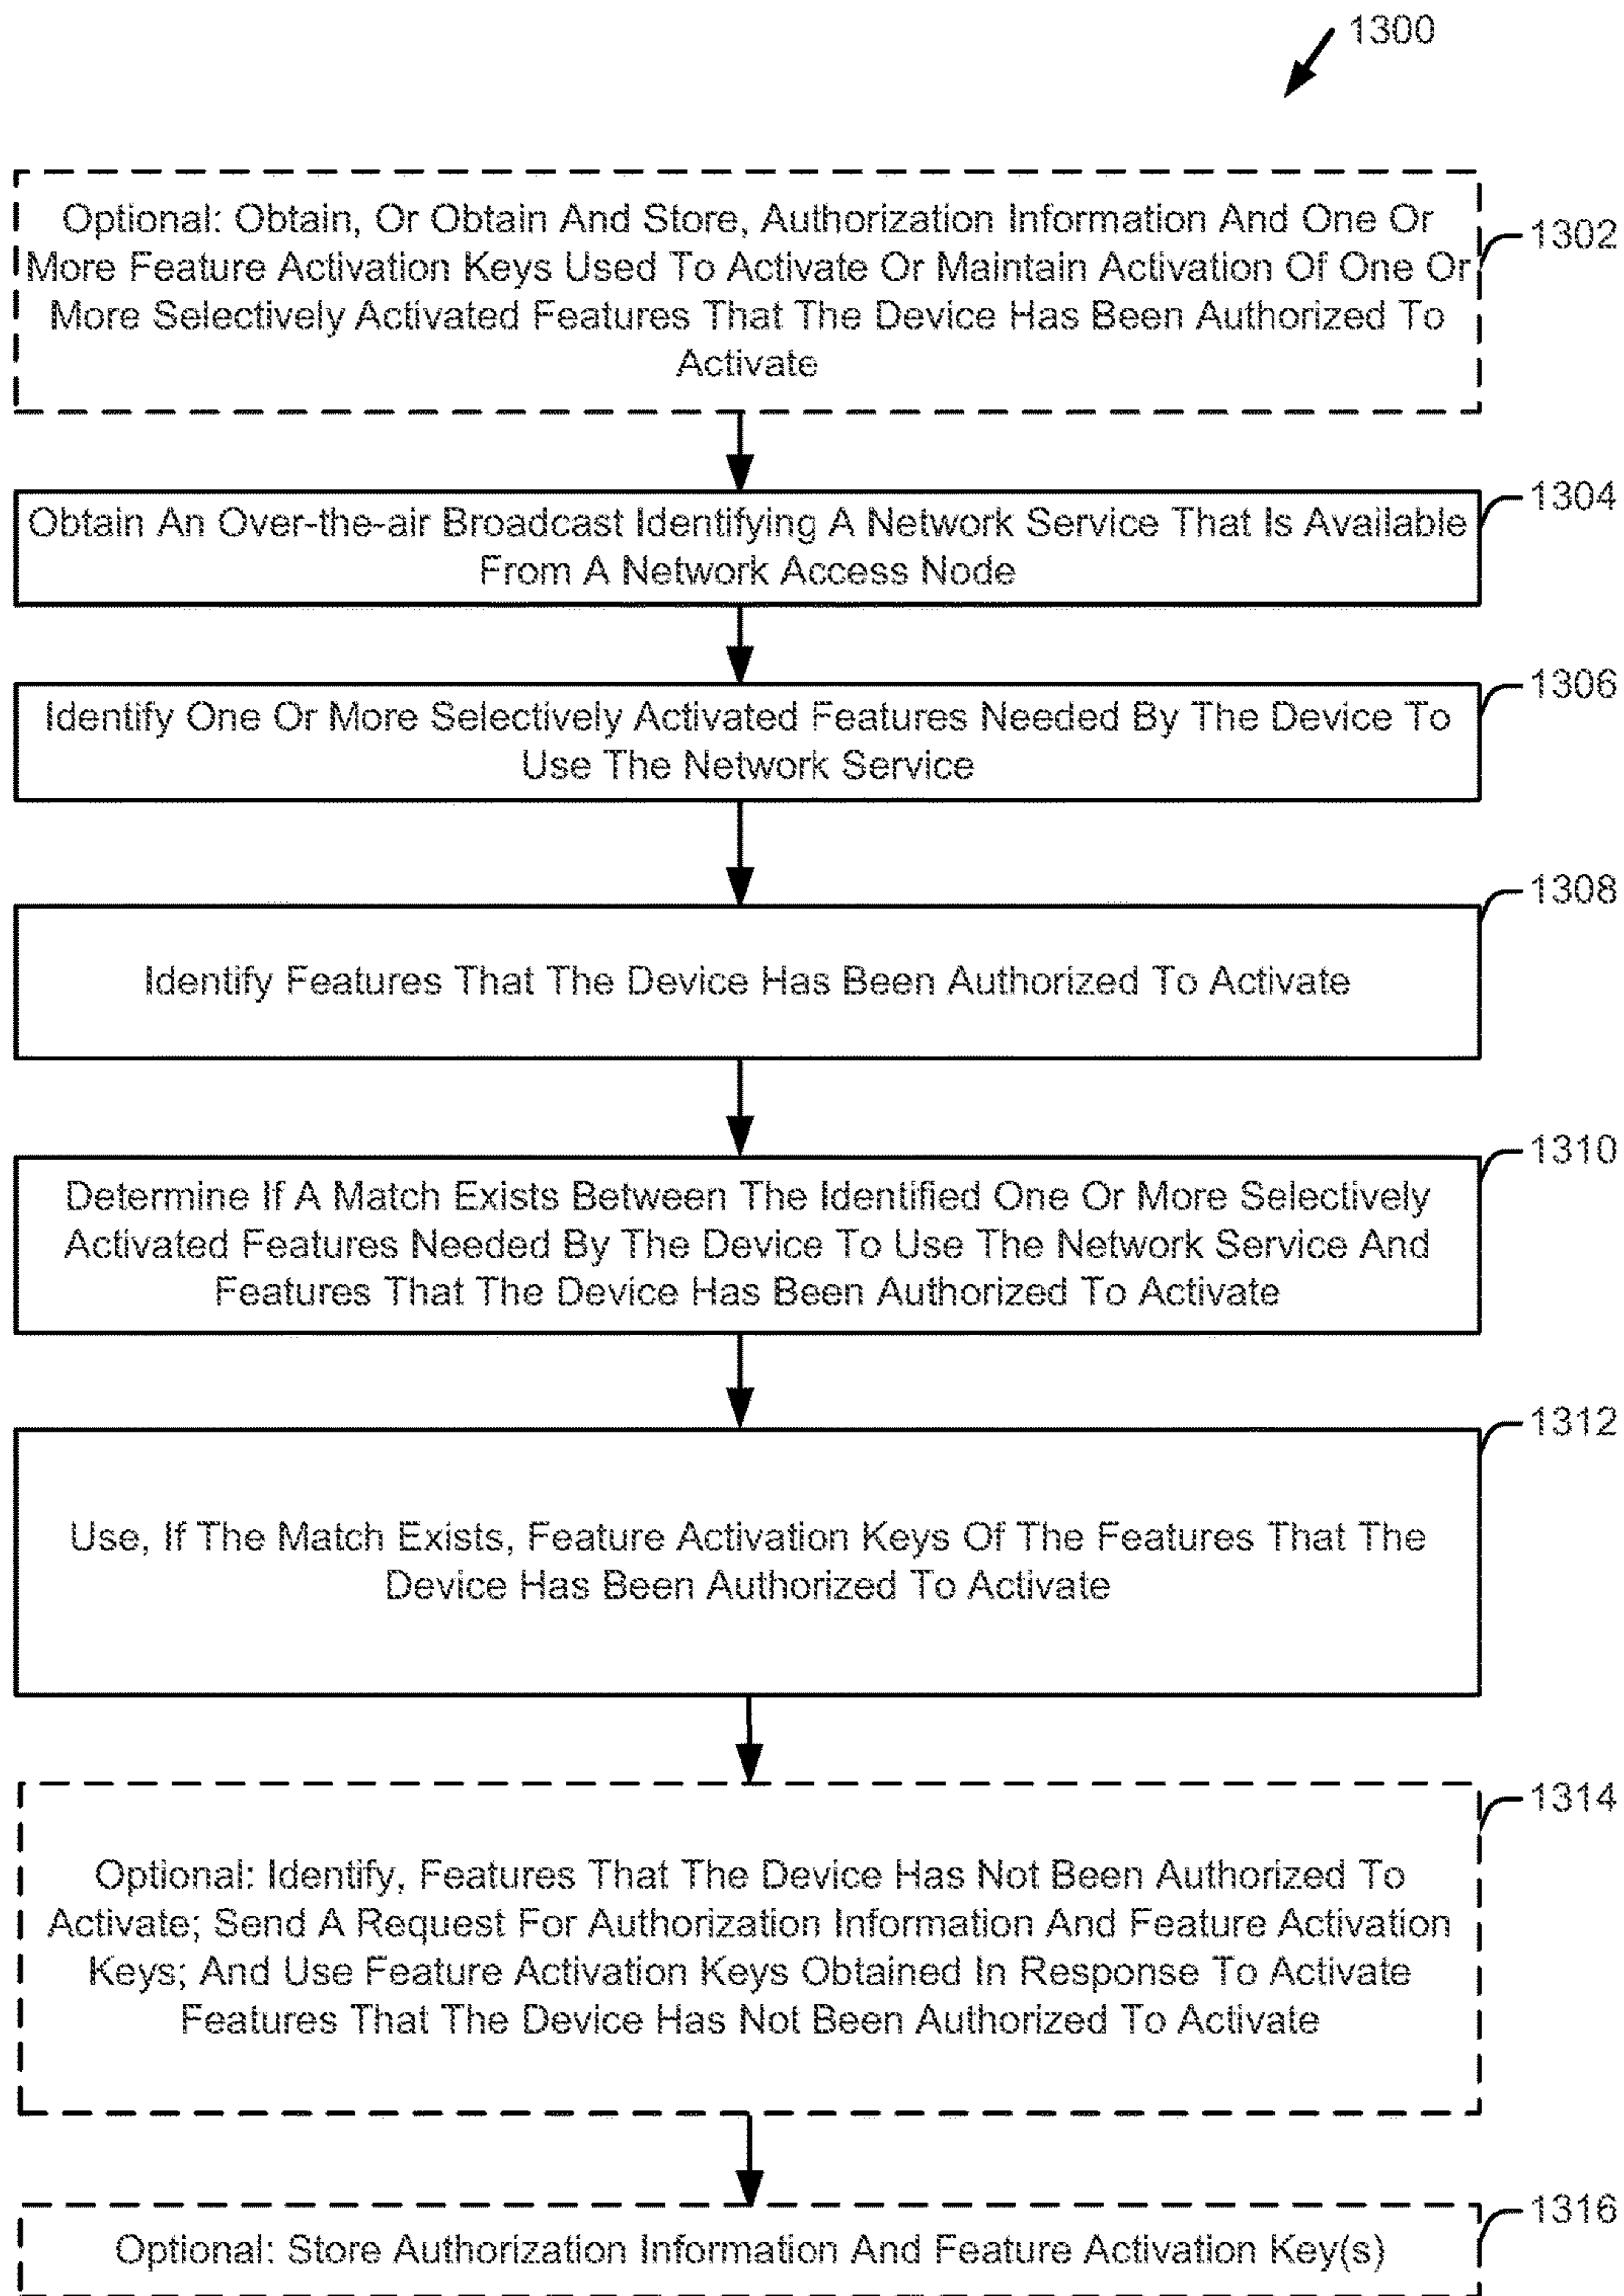 1300
Optional: Obtain, Or Obtain And Store, Authorization Information And One Or
More Feature Activation Keys Used To Activate Or Maintain Activation Of One Or
More Selectively Activated Features That The Device Has Been Authorized To
Activate
1302
Obtain An Over-the-air Broadcast Identifying A Network Service That Is Available
From A Network Access Node
1304
Identify One Or More Selectively Activated Features Needed By The Device To
Use The Network Service
1306
Identify Features That The Device Has Been Authorized To Activate
1308
Determine If A Match Exists Between The Identified One Or More Selectively
Activated Features Needed By The Device To Use The Network Service And
Features That The Device Has Been Authorized To Activate
1310
Use, If The Match Exists, Feature Activation Keys Of The Features That The
Device Has Been Authorized To Activate
1312
Optional: Identify, Features That The Device Has Not Been Authorized To
Activate; Send A Request For Authorization Information And Feature Activation
Keys; And Use Feature Activation Keys Obtained In Response To Activate
Features That The Device Has Not Been Authorized To Activate
1314
Optional: Store Authorization Information And Feature Activation Key(s)
1316